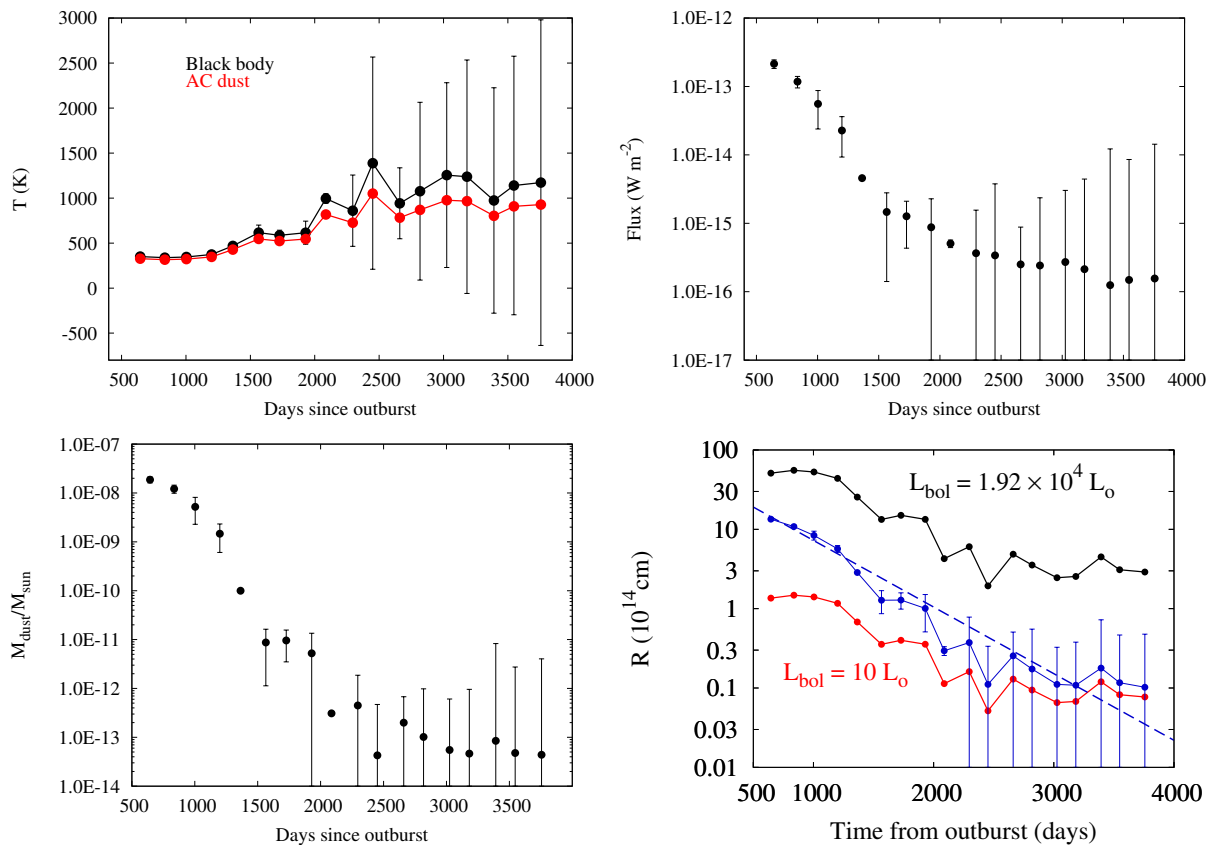 3000
2500
2000
1500
1000
500
0
-500
T (K)
Black body
AC dust
500 1000 1500 2000 2500 3000 3500 4000
Days since outburst
1.0E-12
1.0E-13
1.0E-14
1.0E-15
1.0E-16
1.0E-17
Flux (W m-2)
500 1000 1500 2000 2500 3000 3500 4000
Days since outburst
1.0E-07
1.0E-08
1.0E-09
1.0E-10
1.0E-11
1.0E-12
1.0E-13
1.0E-14
Mdust/Msun
500 1000 1500 2000 2500 3000 3500
Days since outburst
100
30
10
3
1
0.3
0.1
0.03
0.01
R (10^14cm)
Lbol = 1.92 × 10^4 Lo
Lbol = 10 Lo
500 1000 2000 3000 4000
Time from outburst (days)